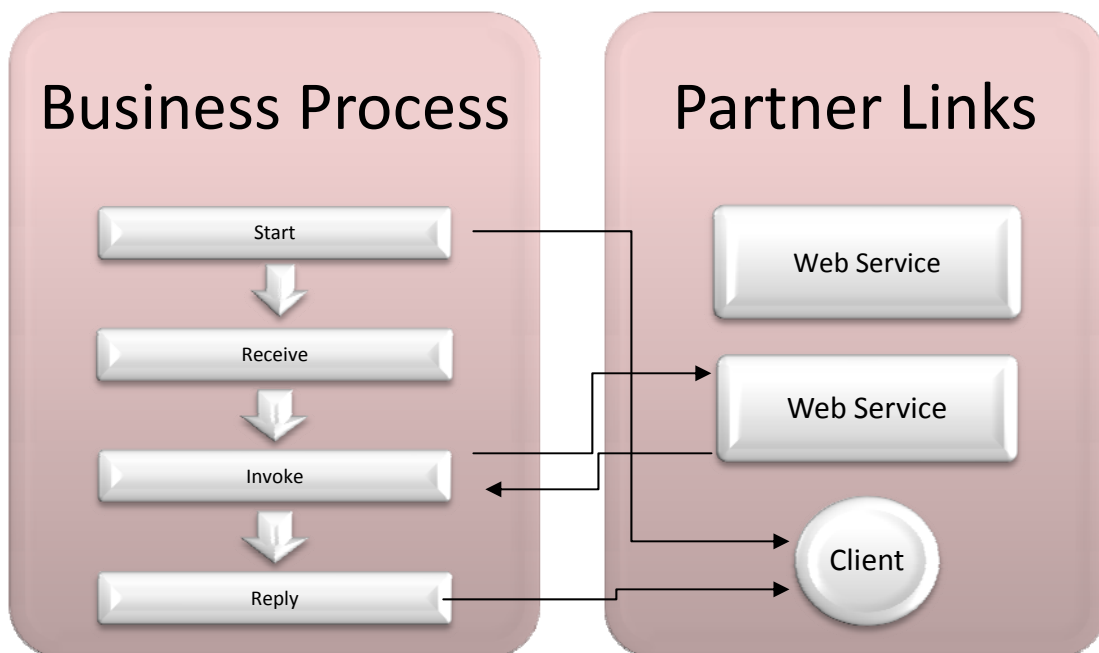 Business Process
Start
Receive
Invoke
Reply
Partner Links
Web Service
Web Service
Client